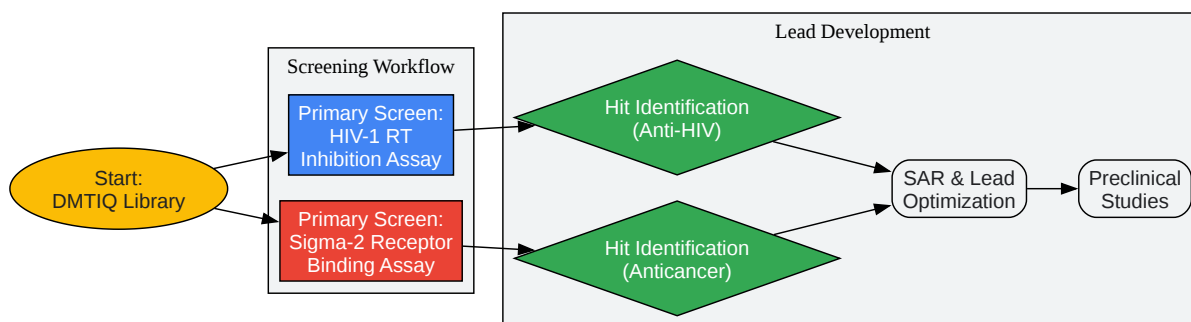 Lead Development
Screening Workflow
Start:
DMTIQ Library
Primary Screen:
HIV-1 RT
Inhibition Assay
Primary Screen:
Sigma-2 Receptor
Binding Assay
Hit Identification
(Anti-HIV)
Hit Identification
(Anticancer)
SAR & Lead
Optimization
Preclinical
Studies